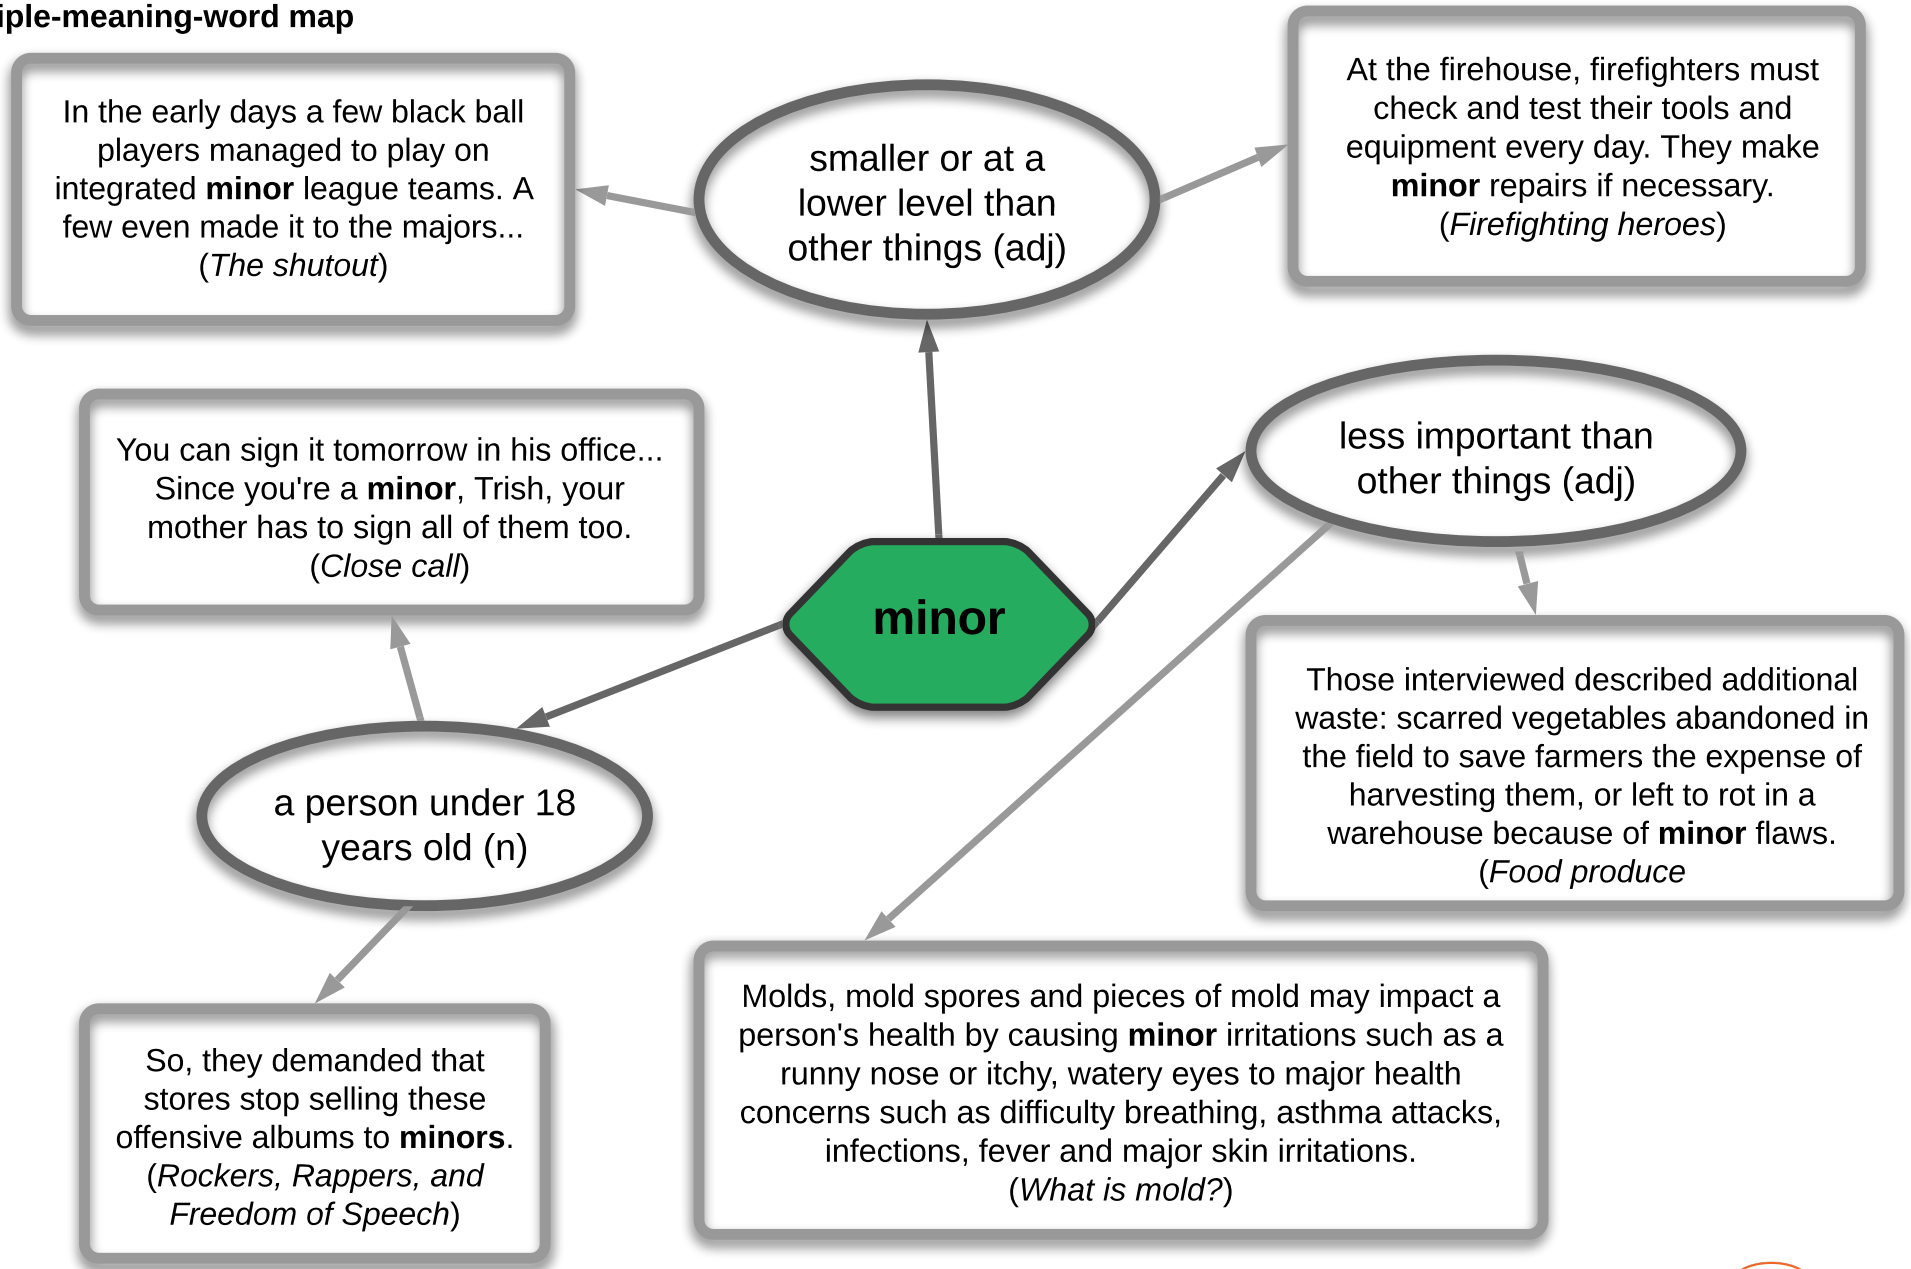 iple-meaning-word map
In the early days a few black ball
players managed to play on
integrated minor league teams. A
few even made it to the majors...
(The shutout)
smaller or at a
lower level than
other things (adj)
At the firehouse, firefighters must
check and test their tools and
equipment every day. They make
minor repairs if necessary.
(Firefighting heroes)
You can sign it tomorrow in his office...
Since you're a minor, Trish, your
mother has to sign all of them too.
(Close call)
less important than
other things (adj)
minor
Those interviewed described additional
waste: scarred vegetables abandoned in
the field to save farmers the expense of
harvesting them, or left to rot in a
warehouse because of minor flaws.
(Food produce
a person under 18
years old (n)
Molds, mold spores and pieces of mold may impact a
person's health by causing minor irritations such as a
runny nose or itchy, watery eyes to major health
concerns such as difficulty breathing, asthma attacks,
infections, fever and major skin irritations.
(What is mold?)
So, they demanded that
stores stop selling these
offensive albums to minors.
(Rockers, Rappers, and
Freedom of Speech)